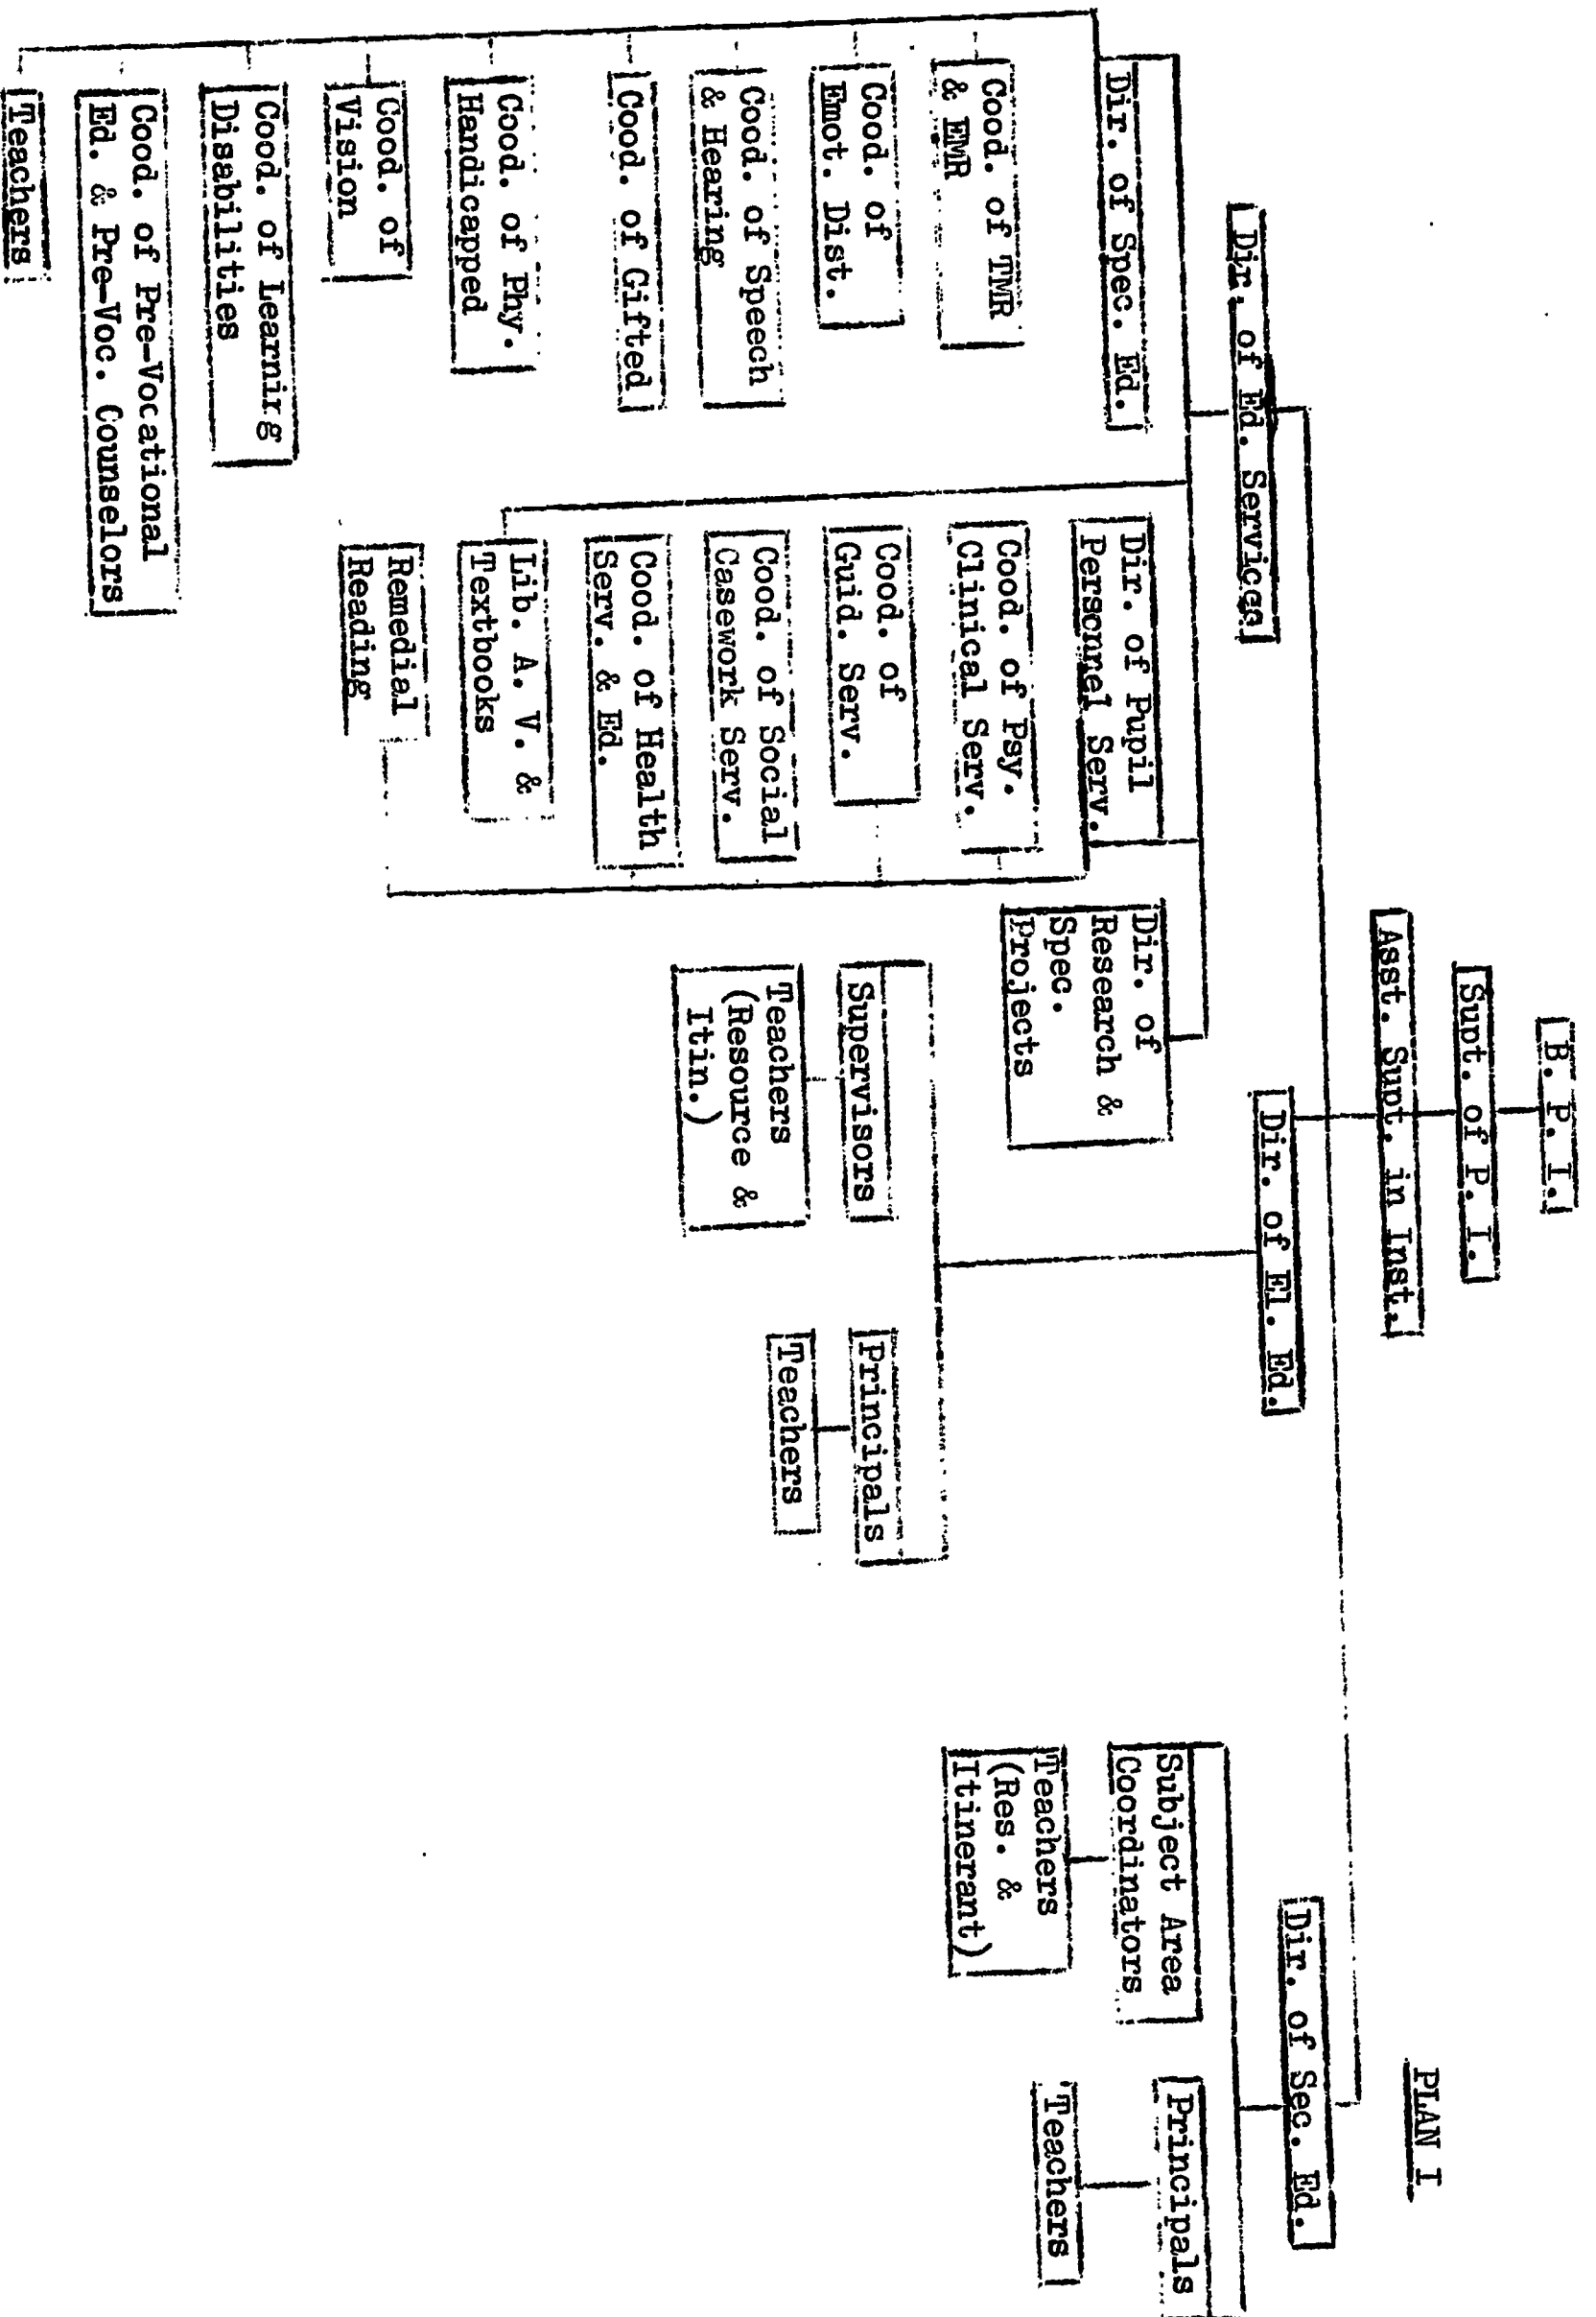 PLAN I
B. P. I.
Supt. of P. I.
Asst. Supt. in Inst.
Dir. of Ed. Services
Dir. of El. Ed.
Dir. of Sec. Ed.
Dir. of Spec. Ed.
Cood. of TMR
& EMR
Cood. of
Emot. Dist.
Cood. of Speech
& Hearing
Cood. of Gifted
Cood. of Phy.
Handicapped
Cood. of
Vision
Cood. of Learning
Disabilities
Cood. of Pre-Vocational
Ed. & Pre-Voc. Counselors
Teachers
Dir. of Pupil
Personnel Serv.
Cood. of Psy.
Clinical Serv.
Cood. of
Guid. Serv.
Cood. of Social
Casework Serv.
Cood. of Health
Serv. & Ed.
Lib. A. V. &
Textbooks
Remedial
Reading
Dir. of
Research &
Spec.
Projects
Supervisors
Teachers
(Resource &
Itin.)
Principals
Teachers
Subject Area
Coordinators
Teachers
(Res. &
Itinerant)
Principals
Teachers